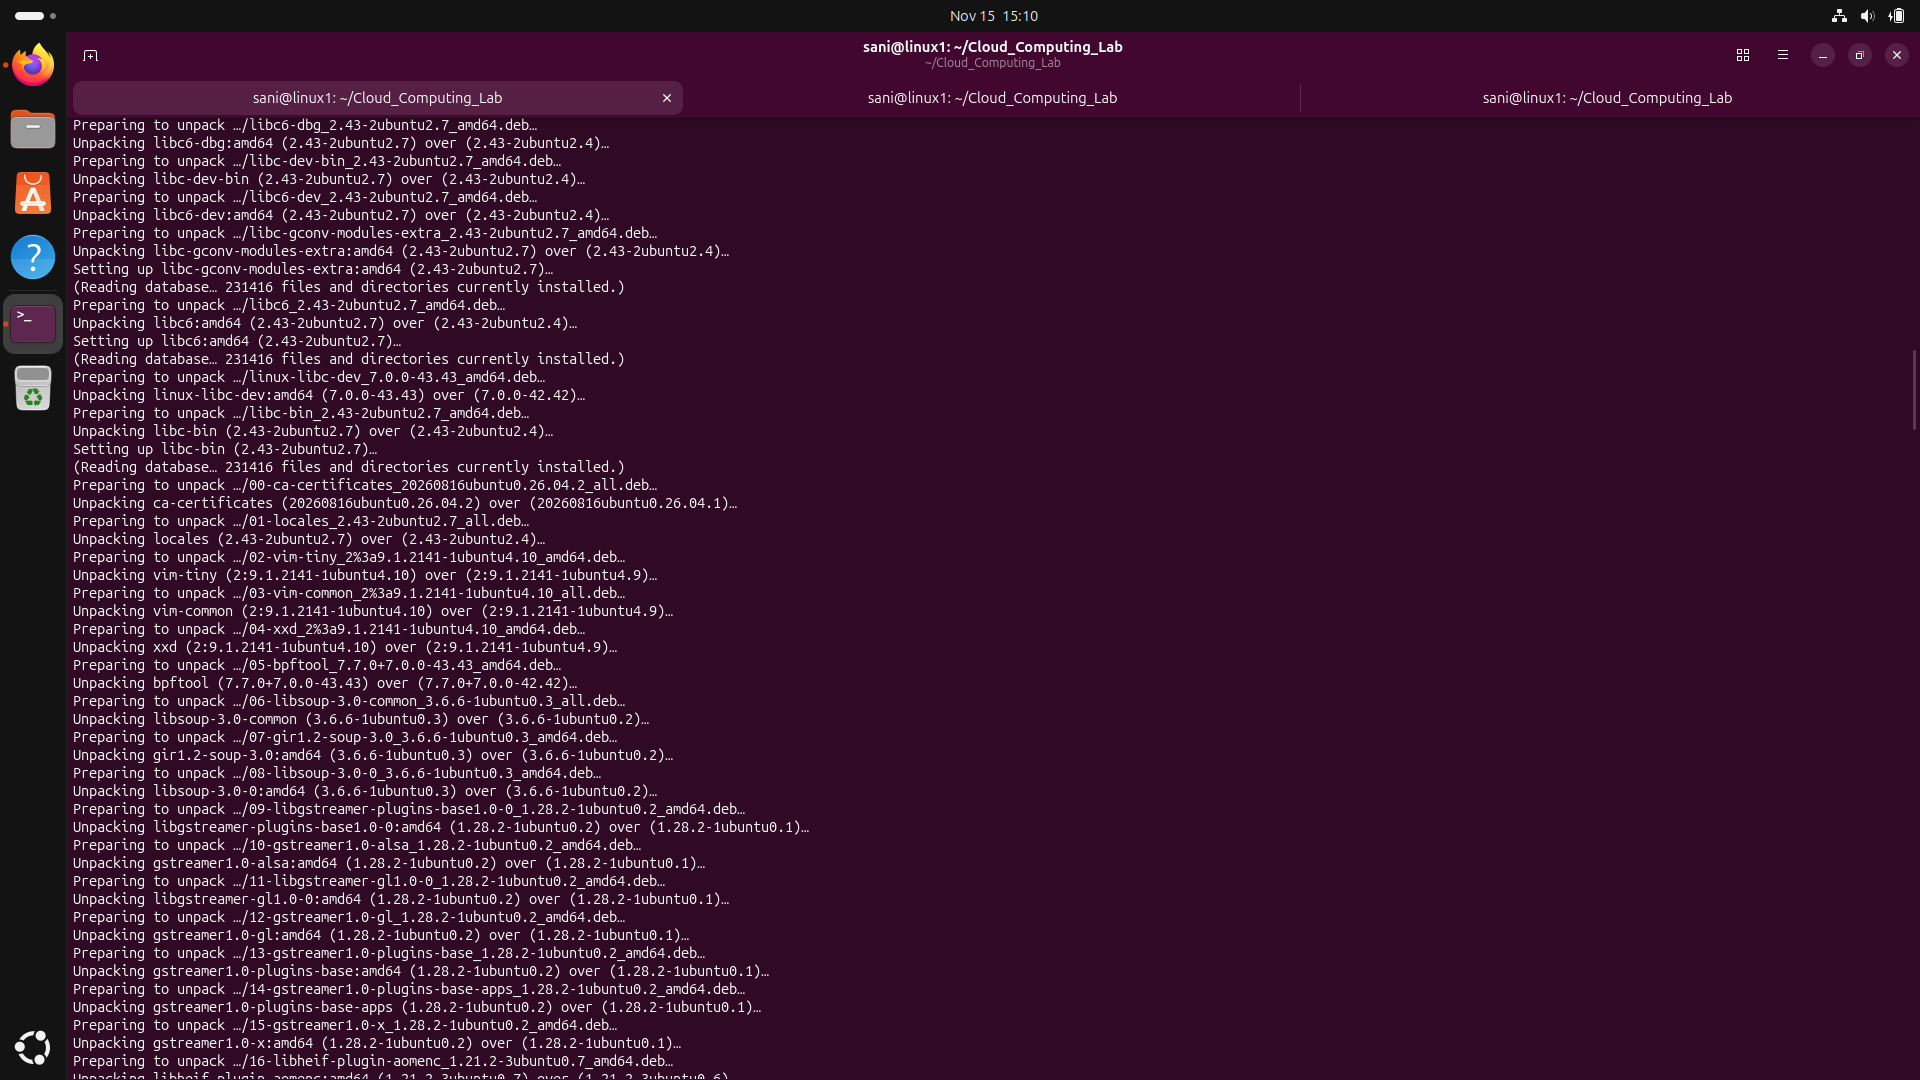 Nov 15 15:10
sani@linux1: ~/Cloud_Computing_Lab
~/Cloud_Computing_Lab
sani@linux1: ~/Cloud_Computing_Lab
sani@linux1: ~/Cloud_Computing_Lab
sani@linux1: ~/Cloud_Computing_Lab
Preparing to unpack …/libc6-dbg_2.43-2ubuntu2.7_amd64.deb…
Unpacking libc6-dbg:amd64 (2.43-2ubuntu2.7) over (2.43-2ubuntu2.4)…
Preparing to unpack …/libc-dev-bin_2.43-2ubuntu2.7_amd64.deb…
Unpacking libc-dev-bin (2.43-2ubuntu2.7) over (2.43-2ubuntu2.4)…
Preparing to unpack …/libc6-dev_2.43-2ubuntu2.7_amd64.deb…
Unpacking libc6-dev:amd64 (2.43-2ubuntu2.7) over (2.43-2ubuntu2.4)…
Preparing to unpack …/libc-gconv-modules-extra_2.43-2ubuntu2.7_amd64.deb…
Unpacking libc-gconv-modules-extra:amd64 (2.43-2ubuntu2.7) over (2.43-2ubuntu2.4)…
Setting up libc-gconv-modules-extra:amd64 (2.43-2ubuntu2.7)…
(Reading database… 231416 files and directories currently installed.)
Preparing to unpack …/libc6_2.43-2ubuntu2.7_amd64.deb…
Unpacking libc6:amd64 (2.43-2ubuntu2.7) over (2.43-2ubuntu2.4)…
Setting up libc6:amd64 (2.43-2ubuntu2.7)…
(Reading database… 231416 files and directories currently installed.)
Preparing to unpack …/linux-libc-dev_7.0.0-43.43_amd64.deb…
Unpacking linux-libc-dev:amd64 (7.0.0-43.43) over (7.0.0-42.42)…
Preparing to unpack …/libc-bin_2.43-2ubuntu2.7_amd64.deb…
Unpacking libc-bin (2.43-2ubuntu2.7) over (2.43-2ubuntu2.4)…
Setting up libc-bin (2.43-2ubuntu2.7)…
(Reading database… 231416 files and directories currently installed.)
Preparing to unpack …/00-ca-certificates_20260816ubuntu0.26.04.2_all.deb…
Unpacking ca-certificates (20260816ubuntu0.26.04.2) over (20260816ubuntu0.26.04.1)…
Preparing to unpack …/01-locales_2.43-2ubuntu2.7_all.deb…
Unpacking locales (2.43-2ubuntu2.7) over (2.43-2ubuntu2.4)…
Preparing to unpack …/02-vim-tiny_2%3a9.1.2141-1ubuntu4.10_amd64.deb…
Unpacking vim-tiny (2:9.1.2141-1ubuntu4.10) over (2:9.1.2141-1ubuntu4.9)…
Preparing to unpack …/03-vim-common_2%3a9.1.2141-1ubuntu4.10_all.deb…
Unpacking vim-common (2:9.1.2141-1ubuntu4.10) over (2:9.1.2141-1ubuntu4.9)…
Preparing to unpack …/04-xxd_2%3a9.1.2141-1ubuntu4.10_amd64.deb…
Unpacking xxd (2:9.1.2141-1ubuntu4.10) over (2:9.1.2141-1ubuntu4.9)…
Preparing to unpack …/05-bpftool_7.7.0+7.0.0-43.43_amd64.deb…
Unpacking bpftool (7.7.0+7.0.0-43.43) over (7.7.0+7.0.0-42.42)…
Preparing to unpack …/06-libsoup-3.0-common_3.6.6-1ubuntu0.3_all.deb…
Unpacking libsoup-3.0-common (3.6.6-1ubuntu0.3) over (3.6.6-1ubuntu0.2)…
Preparing to unpack …/07-gir1.2-soup-3.0_3.6.6-1ubuntu0.3_amd64.deb…
Unpacking gir1.2-soup-3.0:amd64 (3.6.6-1ubuntu0.3) over (3.6.6-1ubuntu0.2)…
Preparing to unpack …/08-libsoup-3.0-0_3.6.6-1ubuntu0.3_amd64.deb…
Unpacking libsoup-3.0-0:amd64 (3.6.6-1ubuntu0.3) over (3.6.6-1ubuntu0.2)…
Preparing to unpack …/09-libgstreamer-plugins-base1.0-0_1.28.2-1ubuntu0.2_amd64.deb…
Unpacking libgstreamer-plugins-base1.0-0:amd64 (1.28.2-1ubuntu0.2) over (1.28.2-1ubuntu0.1)…
Preparing to unpack …/10-gstreamer1.0-alsa_1.28.2-1ubuntu0.2_amd64.deb…
Unpacking gstreamer1.0-alsa:amd64 (1.28.2-1ubuntu0.2) over (1.28.2-1ubuntu0.1)…
Preparing to unpack …/11-libgstreamer-gl1.0-0_1.28.2-1ubuntu0.2_amd64.deb…
Unpacking libgstreamer-gl1.0-0:amd64 (1.28.2-1ubuntu0.2) over (1.28.2-1ubuntu0.1)…
Preparing to unpack …/12-gstreamer1.0-gl_1.28.2-1ubuntu0.2_amd64.deb…
Unpacking gstreamer1.0-gl:amd64 (1.28.2-1ubuntu0.2) over (1.28.2-1ubuntu0.1)…
Preparing to unpack …/13-gstreamer1.0-plugins-base_1.28.2-1ubuntu0.2_amd64.deb…
Unpacking gstreamer1.0-plugins-base:amd64 (1.28.2-1ubuntu0.2) over (1.28.2-1ubuntu0.1)…
Preparing to unpack …/14-gstreamer1.0-plugins-base-apps_1.28.2-1ubuntu0.2_amd64.deb…
Unpacking gstreamer1.0-plugins-base-apps (1.28.2-1ubuntu0.2) over (1.28.2-1ubuntu0.1)…
Preparing to unpack …/15-gstreamer1.0-x_1.28.2-1ubuntu0.2_amd64.deb…
Unpacking gstreamer1.0-x:amd64 (1.28.2-1ubuntu0.2) over (1.28.2-1ubuntu0.1)…
Preparing to unpack …/16-libheif-plugin-aomenc_1.21.2-3ubuntu0.7_amd64.deb…
Unpacking libheif-plugin-aomenc:amd64 (1.21.2-3ubuntu0.7) over (1.21.2-3ubuntu0.6)…